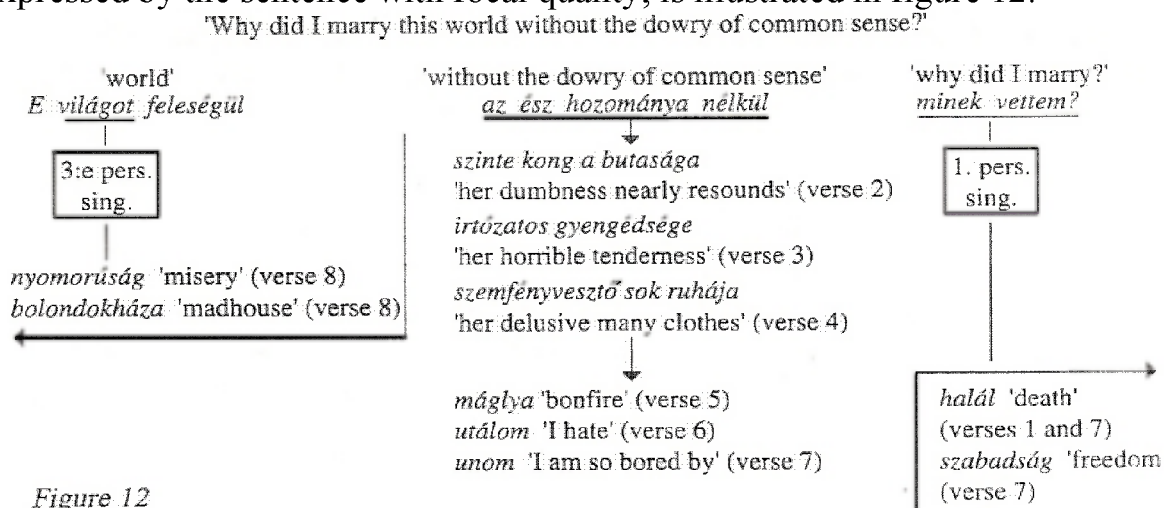 xpressed by the sentence with focal quality, is illustrated in figure 12.
'Why did I marry this world without the dowry of common sense?'
'world'
E világot feleségül
3:e pers.
sing.
nyomorúság 'misery' (verse 8)
bolondokháza 'madhouse' (verse 8)
'without the dowry of common sense'
az ész hozománya nélkül
szinte kong a butasága
'her dumbness nearly resounds' (verse 2)
irtózatos gyengédsége
'her horrible tenderness' (verse 3)
szemfényvesztő sok ruhája
'her delusive many clothes' (verse 4)
máglya 'bonfire' (verse 5)
utálom 'I hate' (verse 6)
unom 'I am so bored by' (verse 7)
'why did I marry?'
minek vettem?
1. pers.
sing.
halál 'death'
(verses 1 and 7)
szabadság 'freedom
(verse 7)
Figure 12